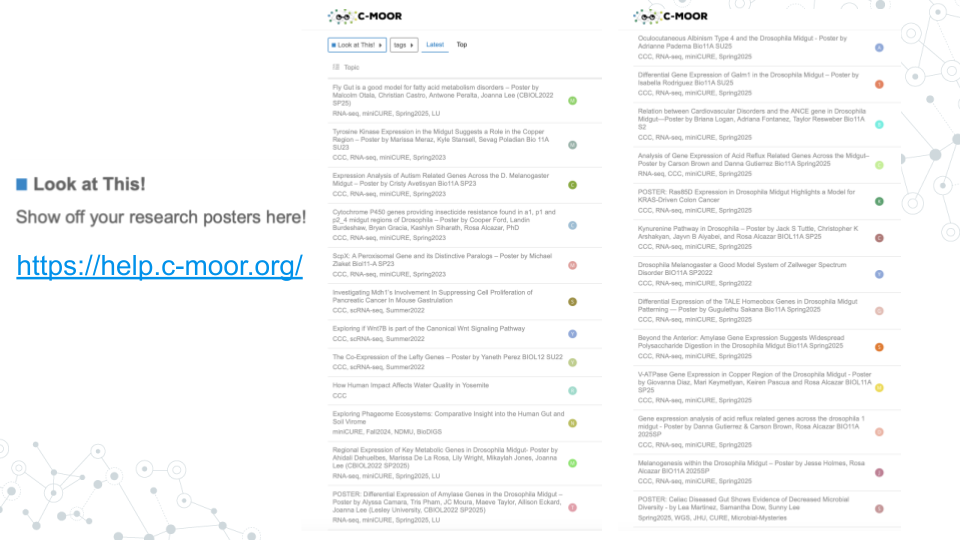 Look at This!
Show off your research posters here!
https://help.c-moor.org/
C-MOOR
Look at This!
tags
Latest
Top
Topic
Fly Gut is a good model for fatty acid metabolism disorders – Poster by
Malcolm Otala, Christian Castro, Antwone Peralta, Joanna Lee (CBIOL2022
SP25)
RNA-seq, miniCURE, Spring2025, LU
Tyrosine Kinase Expression in the Midgut Suggests a Role in the Copper
Region – Poster by Marissa Meraz, Kyle Stansell, Sevag Poladian Bio 11A
SU23
CCC, RNA-seq, miniCURE, Spring2023
Expression Analysis of Autism Related Genes Across the D. Melanogaster
Midgut – Poster by Cristy Avetisyan Bio11A SP23
CCC, RNA-seq, miniCURE, Spring2023
Cytochrome P450 genes providing insecticide resistance found in a1, p1 and
p2_4 midgut regions of Drosophila – Poster by Cooper Ford, Landen
Burdeshaw, Bryan Gracia, Kashlyn Siharath, Rosa Alcazar, PhD
CCC, RNA-seq, miniCURE, Spring2023
ScpX: A Peroxisomal Gene and its Distinctive Paralogs – Poster by Michael
Zlaket Biol11-A SP23
CCC, RNA-seq, miniCURE, Spring2023
Investigating Mdh1's Involvement In Suppressing Cell Proliferation of
Pancreatic Cancer In Mouse Gastrulation
CCC, scRNA-seq, Summer2022
Exploring if Wnt7B is part of the Canonical Wnt Signaling Pathway
CCC, scRNA-seq, Summer2022
The Co-Expression of the Lefty Genes – Poster by Yaneth Perez BIOL12 SU22
CCC, scRNA-seq, Summer2022
How Human Impact Affects Water Quality in Yosemite
CCC
Exploring Phageome Ecosystems: Comparative Insight into the Human Gut and
Soil Virome
miniCURE, Fall2024, NDMU, BioDIGS
Regional Expression of Key Metabolic Genes in Drosophila Midgut- Poster by
Ahidali Dehuelbes, Marissa De La Rosa, Lily Wright, Mikaylah Jones, Joanna
Lee (CBIOL2022 SP2025)
RNA-seq, miniCURE, Spring2025, LU
POSTER: Differential Expression of Amylase Genes in the Drosophila Midgut
– Poster by Alyssa Camara, Tris Pham, JC Moura, Maeve Taylor, Allison Eckard,
Joanna Lee (Lesley University, CBIOL2022 SP2025)
RNA-seq, miniCURE, Spring2025, LU
C-MOOR
Oculocutaneous Albinism Type 4 and the Drosophila Midgut - Poster by
Adrianne Paderna Bio11A SU25
CCC, RNA-seq, miniCURE, Spring2025
Differential Gene Expression of Galm1 in the Drosophila Midgut – Poster by
Isabella Rodriguez Bio11A SU25
CCC, RNA-seq, miniCURE, Spring2025
Relation between Cardiovascular Disorders and the ANCE gene in Drosophila
Midgut---Poster by Briana Logan, Adriana Fontanez, Taylor Reseweber Bio11A
S2
CCC, RNA-seq, miniCURE, Spring2025
Analysis of Gene Expression of Acid Reflux Related Genes Across the Midgut–
Poster by Carson Brown and Danna Gutierrez Bio11A Spring2025
RNA-seq, CCC, miniCURE, Spring2025
POSTER: Ras85D Expression in Drosophila Midgut Highlights a Model for
KRAS-Driven Colon Cancer
CCC, RNA-seq, miniCURE, Spring2025
Kynurenine Pathway in Drosophila – Poster by Jack S Tuttle, Christopher K
Arshakyan, Jayvn B Alyabei, and Rosa Alcazar BIOL11A SP25
CCC, RNA-seq, miniCURE, Spring2025
Drosophila Melanogaster a Good Model System of Zellweger Spectrum
Disorder BIO11A SP2022
CCC, RNA-seq, miniCURE, Spring2022
Differential Expression of the TALE Homeobox Genes in Drosophila Midgut
Patterning — Poster by Gugulethu Sakana Bio11A Spring2025
CCC, RNA-seq, miniCURE, Spring2025
Beyond the Anterior: Amylase Gene Expression Suggests Widespread
Polysaccharide Digestion in the Drosophila Midgut Bio11A Spring2025
CCC, RNA-seq, miniCURE, Spring2025
V-ATPase Gene Expression in Copper Region of the Drosophila Midgut - Poster
by Giovanna Diaz, Mari Keymetlyan, Keiren Pascua and Rosa Alcazar BIOL11A
SP25
CCC, RNA-seq, miniCURE, Spring2025
Gene expression analysis of acid reflux related genes across the drosophila 1
midgut - Poster by Danna Gutierrez & Carson Brown, Rosa Alcazar BIO11A
2025SP
CCC, RNA-seq, miniCURE, Spring2025
Melanogenesis within the Drosophila Midgut – Poster by Jesse Holmes, Rosa
Alcazar BIO11A 2025SP
CCC, RNA-seq, miniCURE, Spring2025
POSTER: Celiac Diseased Gut Shows Evidence of Decreased Microbial
Diversity - by Lea Martinez, Samantha Dow, Sunny Lee
Spring2025, WGS, JHU, CURE, Microbial-Mysteries